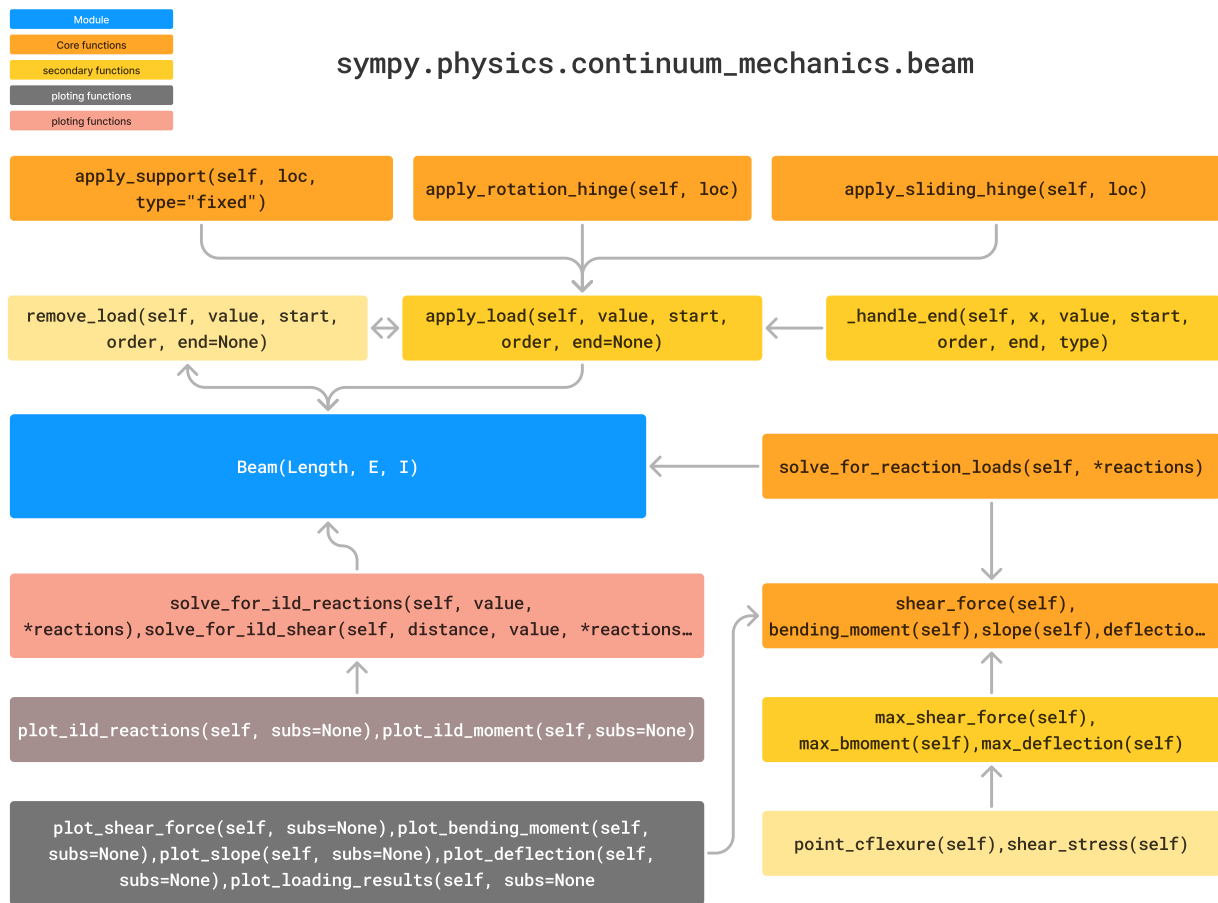 Module
Core functions
secondary functions
ploting functions
ploting functions
sympy.physics.continuum_mechanics.beam
apply_support(self, loc,
type="fixed")
apply_rotation_hinge(self, loc)
apply_sliding_hinge(self, loc)
remove_load(self, value, start,
order, end=None)
apply_load(self, value, start,
order, end=None)
_handle_end(self, x, value, start,
order, end, type)
Beam(Length, E, I)
solve_for_reaction_loads(self, *reactions)
solve_for_ild_reactions(self, value,
*reactions),solve_for_ild_shear(self, distance, value, *reactions…
shear_force(self),
bending_moment(self),slope(self),deflectio…
plot_ild_reactions(self, subs=None),plot_ild_moment(self,subs=None)
max_shear_force(self),
max_bmoment(self),max_deflection(self)
plot_shear_force(self, subs=None),plot_bending_moment(self,
subs=None),plot_slope(self, subs=None),plot_deflection(self,
subs=None),plot_loading_results(self, subs=None
point_cflexure(self),shear_stress(self)